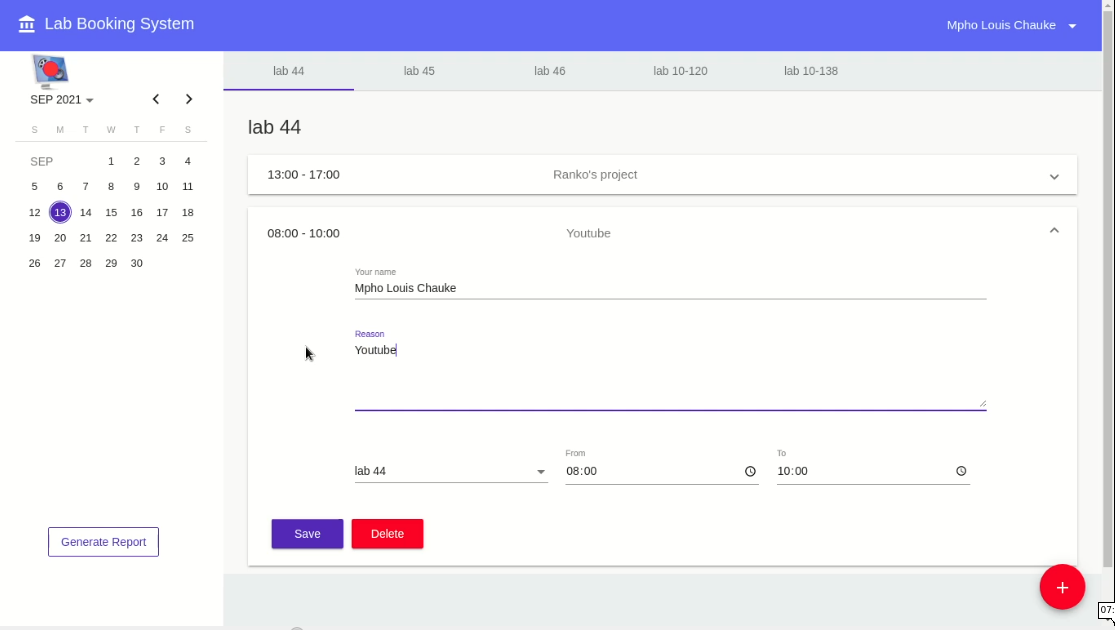 Lab Booking System
Mpho Louis Chauke
lab 44
lab 45
lab 46
lab 10-120
lab 10-138
SEP 2021
S M T W T F S
SEP 1 2 3 4
5 6 7 8 9 10 11
12 13 14 15 16 17 18
19 20 21 22 23 24 25
26 27 28 29 30
Generate Report
lab 44
13:00 - 17:00 Ranko's project
08:00 - 10:00 Youtube
Your name
Mpho Louis Chauke
Reason
Youtube
lab 44
From
08:00
To
10:00
Save
Delete
+
07: